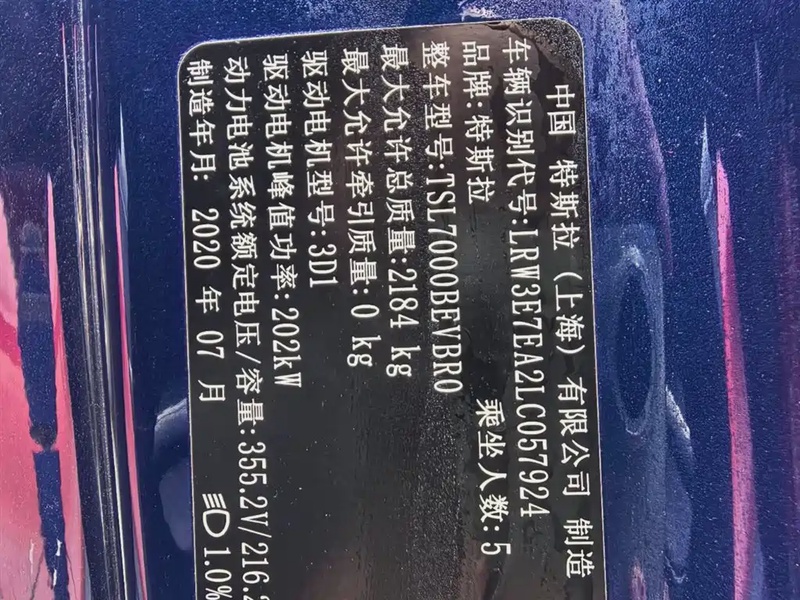 中国 特斯拉（上海）有限公司 制造
车辆识别代号:LRW3E7EA2LC057924
品牌:特斯拉 乘坐人数:5
整车型号:TSL7000BEVBR0
最大允许总质量:2184 kg
最大允许牵引质量:0 kg
驱动电机型号:3D1
驱动电机峰值功率:202kW
动力电池系统额定电压/容量:355.2V/216.
制造年月: 2020 年 07 月 1.0%